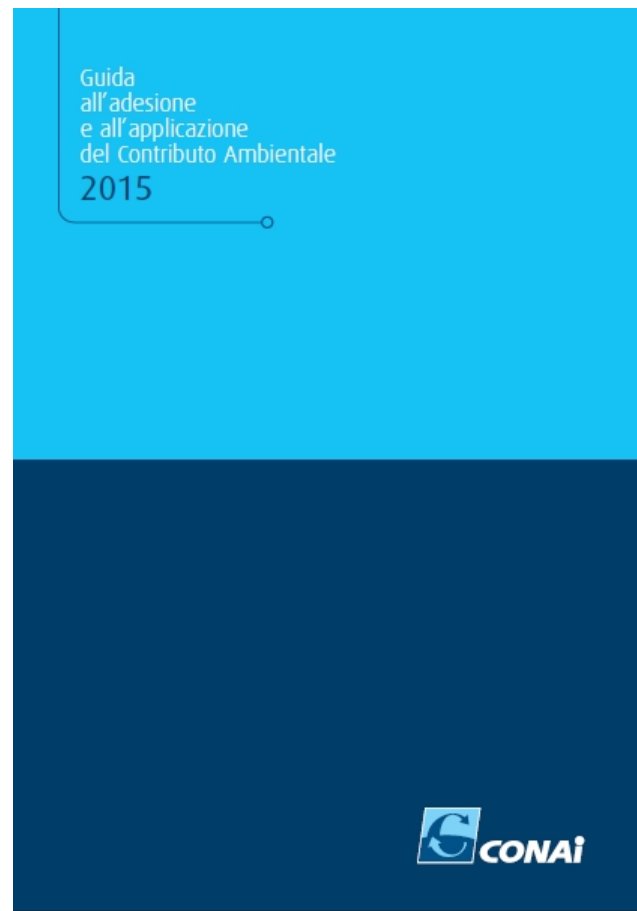 Guida
all'adesione
e all'applicazione
del Contributo Ambientale
2015
CONAi